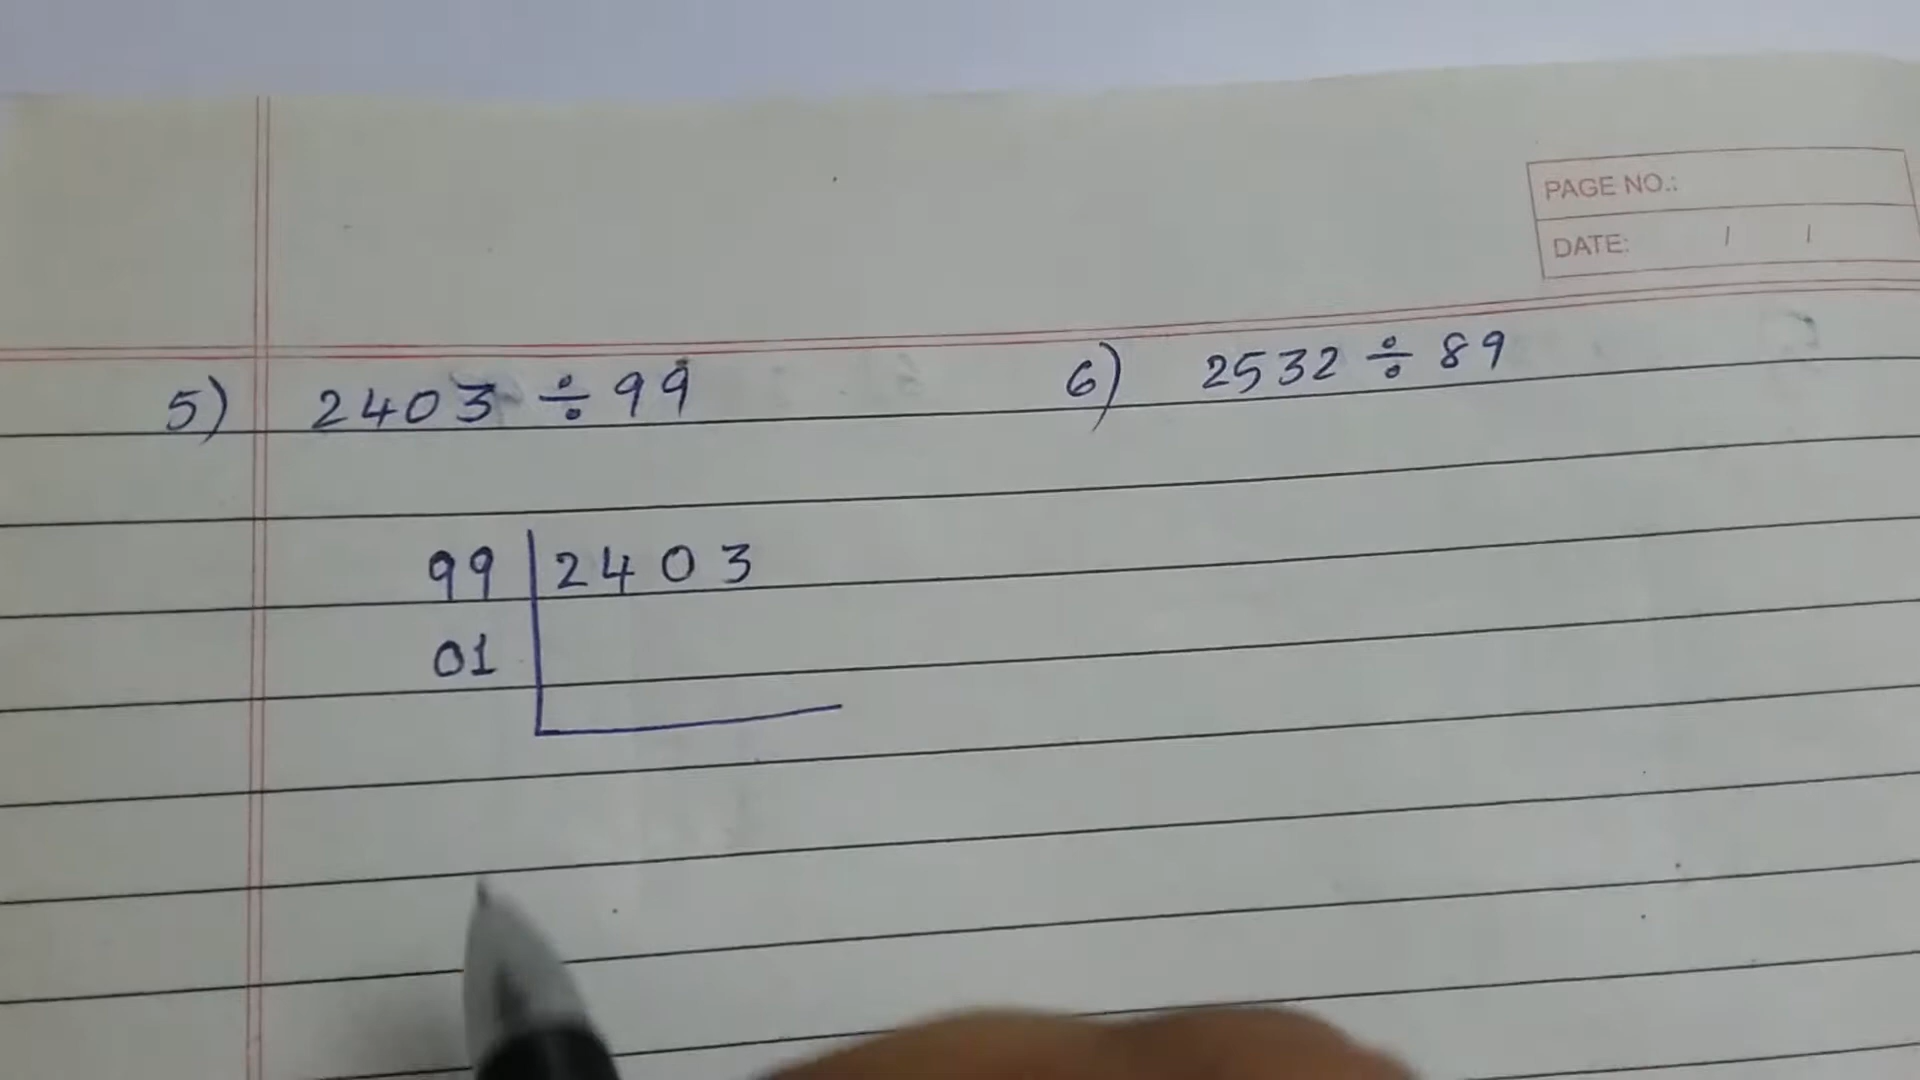 PAGE NO.:
DATE: / /
5) 2403 ÷ 99
6) 2532 ÷ 89
99 2403
01